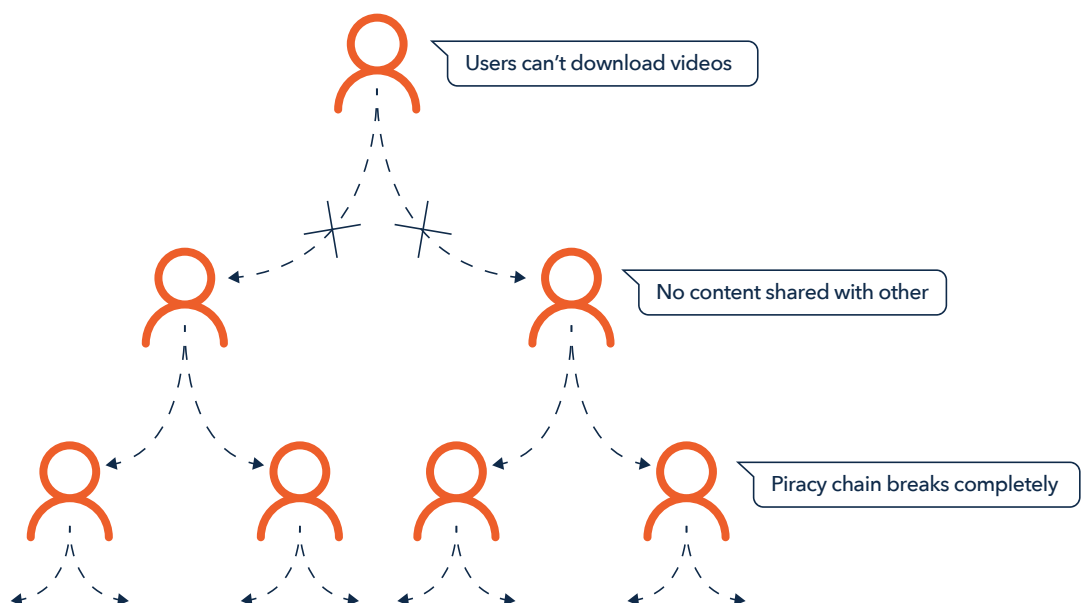 Users can’t download videos
No content shared with other
Piracy chain breaks completely